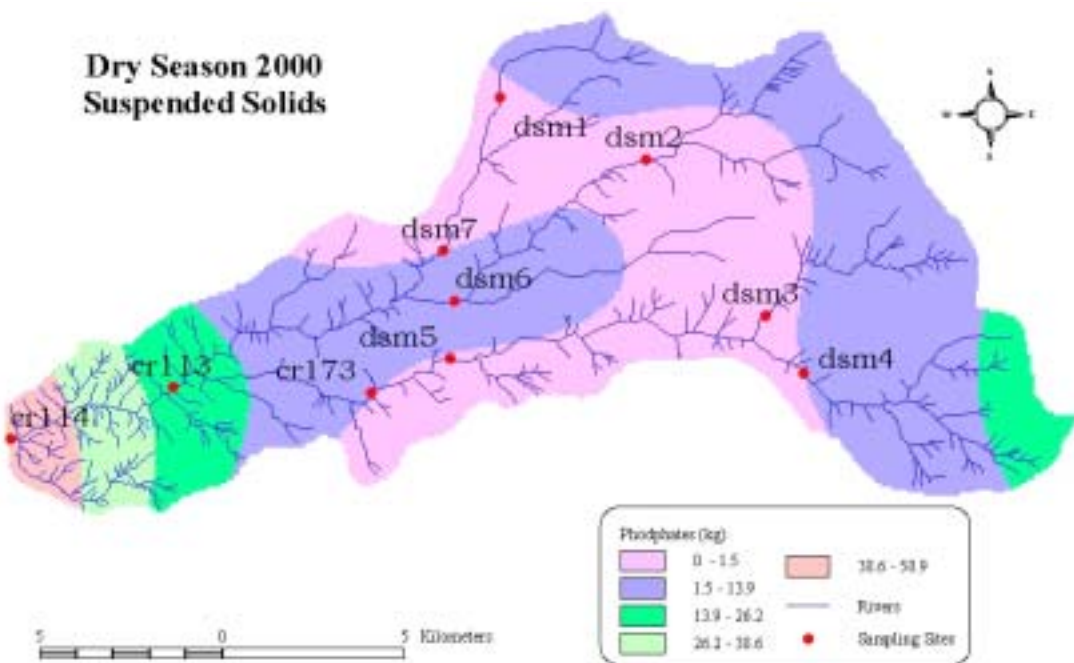 Dry Season 2000
Suspended Solids
N
W E
S
dsm1
dsm2
dsm7
dsm6
dsm3
dsm5
dsm4
cr113
cr173
cr114
Phodphates (kg)
0 - 1.5
1.5 - 13.9
13.9 - 26.2
26.2 - 38.6
38.6 - 50.9
Rivers
Sampling Sites
5 0 5 Kilometers